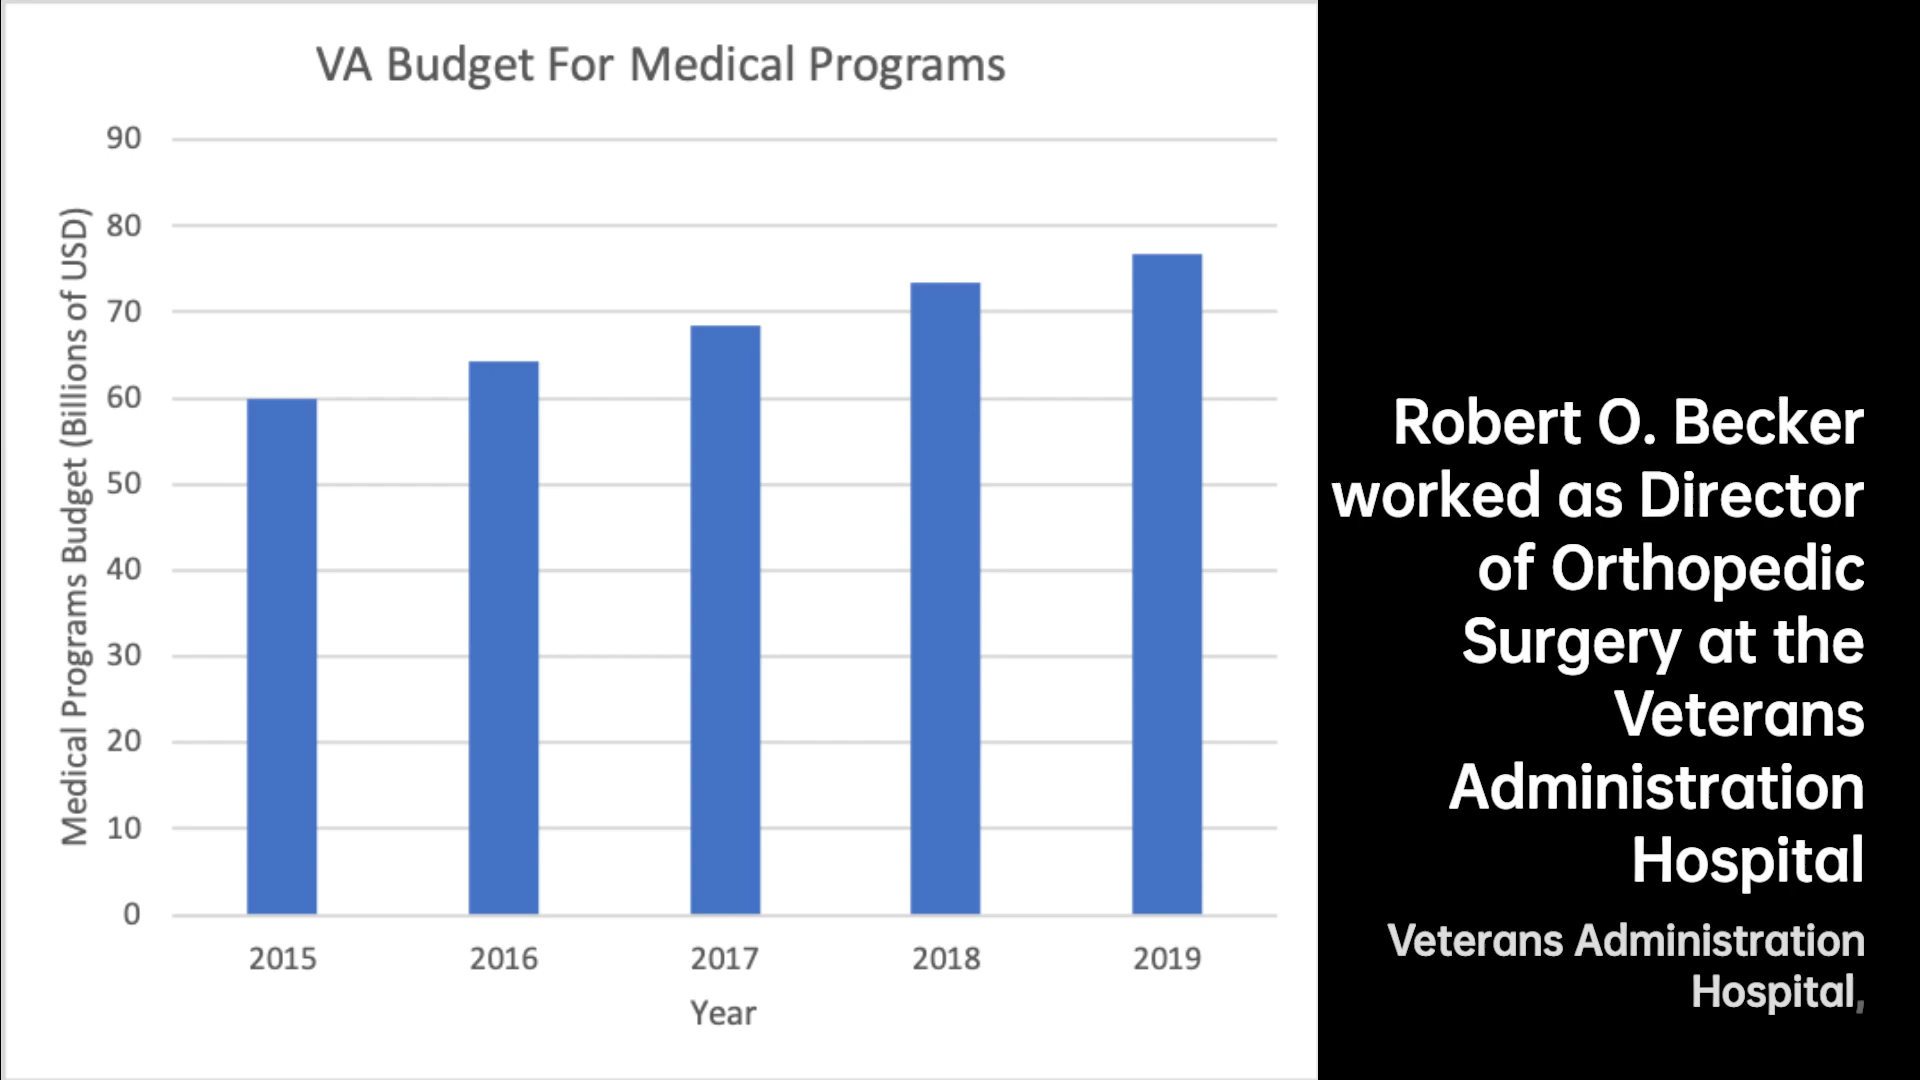 VA Budget For Medical Programs
Medical Programs Budget (Billions of USD)
90
80
70
60
50
40
30
20
10
0
2015 2016 2017 2018 2019
Year
Robert O. Becker
worked as Director
of Orthopedic
Surgery at the
Veterans
Administration
Hospital
Veterans Administration
Hospital,